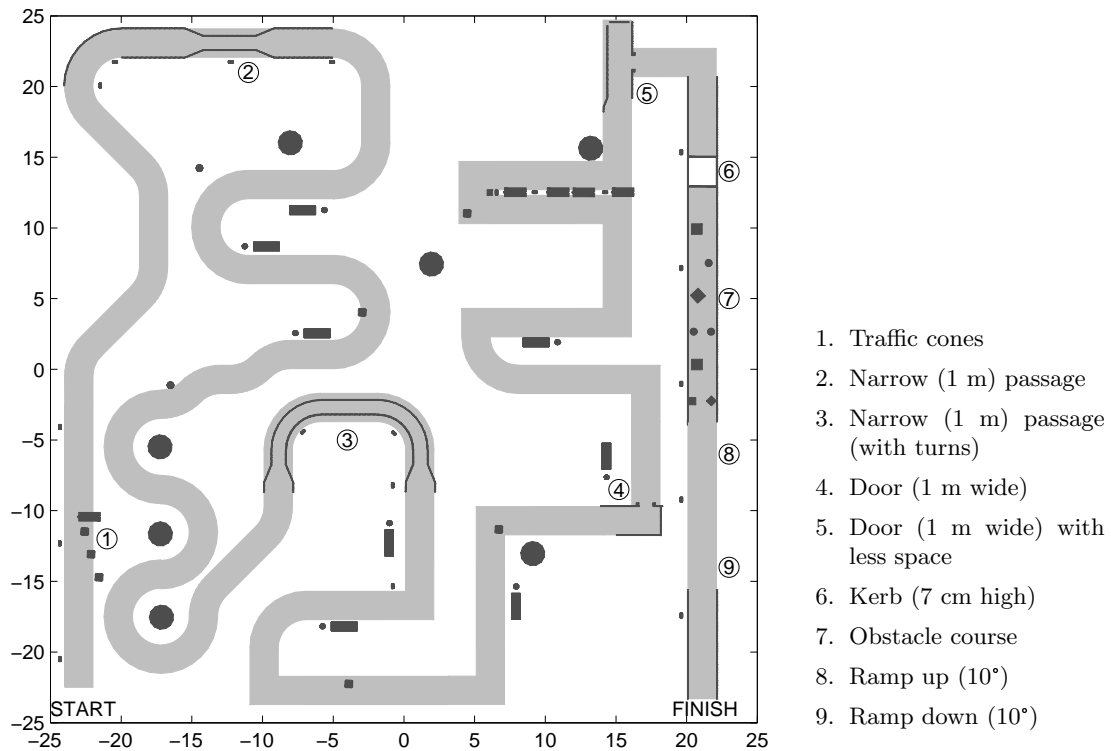 25
20
15
10
5
0
−5
−10
−15
−20
−25
−25 −20 −15 −10 −5 0 5 10 15 20 25
START
FINISH
2
5
6
7
3
4
8
1
9
1. Traffic cones
2. Narrow (1 m) passage
3. Narrow (1 m) passage
(with turns)
4. Door (1 m wide)
5. Door (1 m wide) with
less space
6. Kerb (7 cm high)
7. Obstacle course
8. Ramp up (10°)
9. Ramp down (10°)